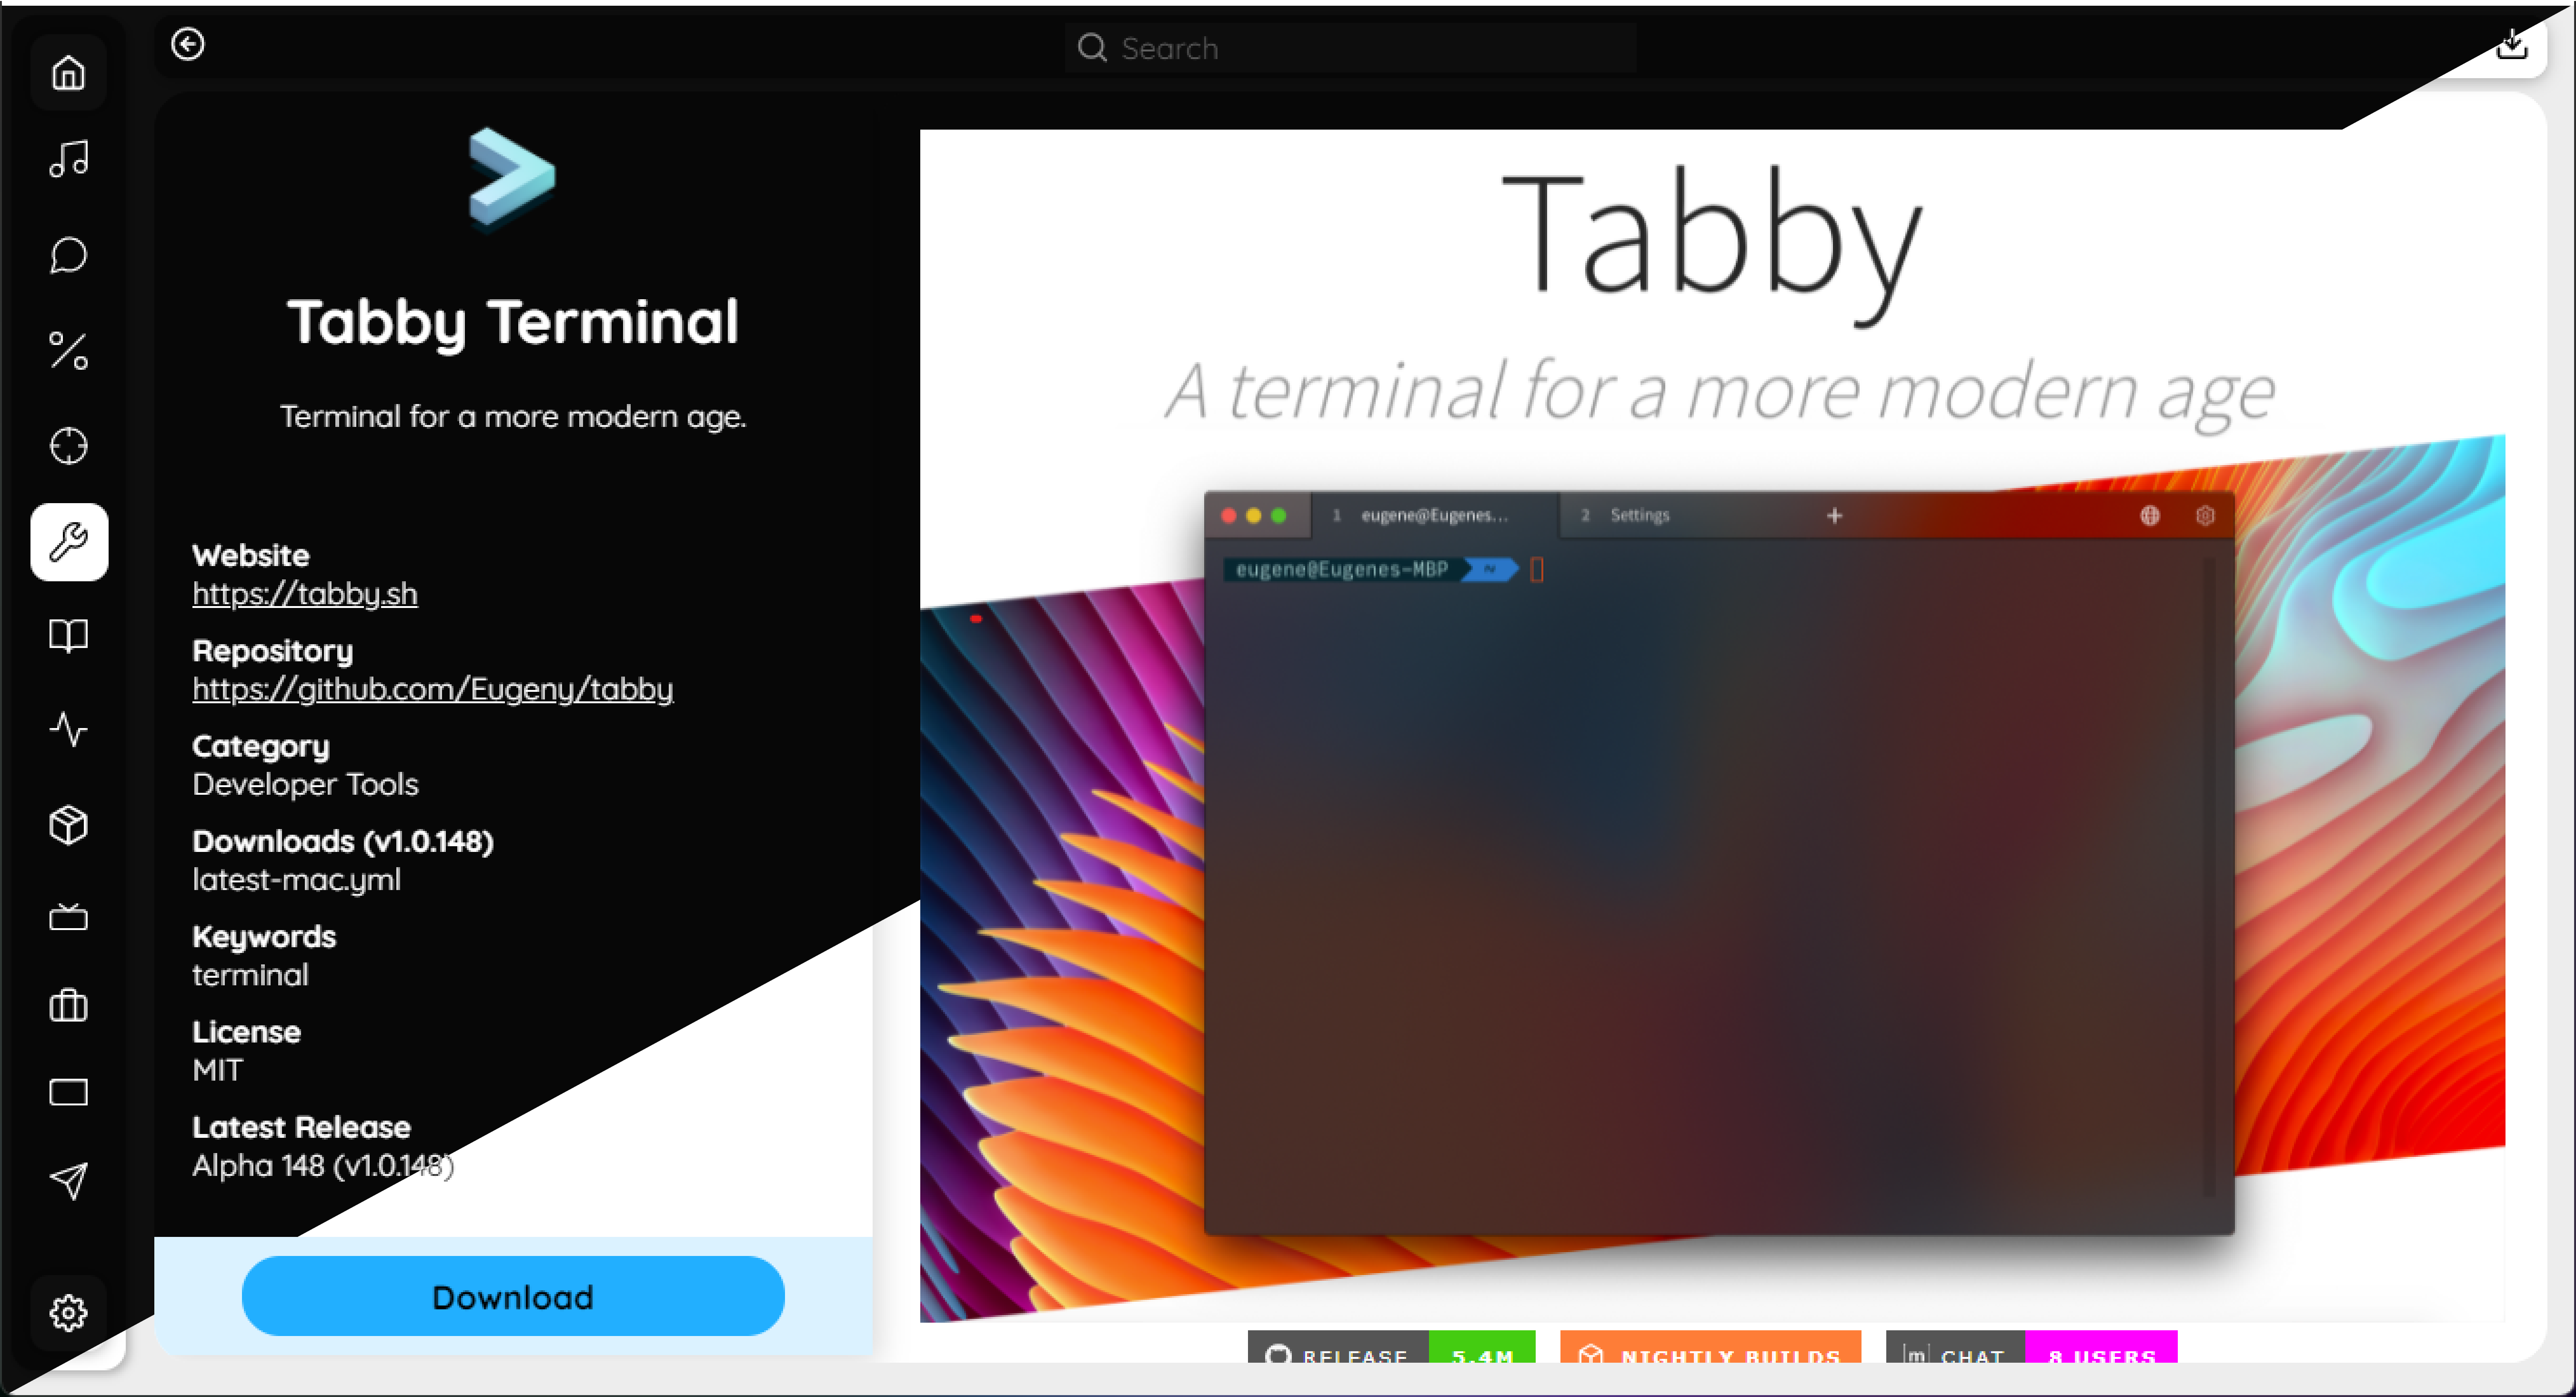 Search
Tabby Terminal
Terminal for a more modern age.
Website
https://tabby.sh
Repository
https://github.com/Eugeny/tabby
Category
Developer Tools
Downloads (v1.0.148)
latest-mac.yml
Keywords
terminal
License
MIT
Latest Release
Alpha 148 (v1.0.148)
Download
Tabby
A terminal for a more modern age
1 eugene@Eugenes... 2 Settings +
eugene@Eugenes-MBP ~
RELEASE 5.4M NIGHTLY BUILDS [m] CHAT 8 USERS